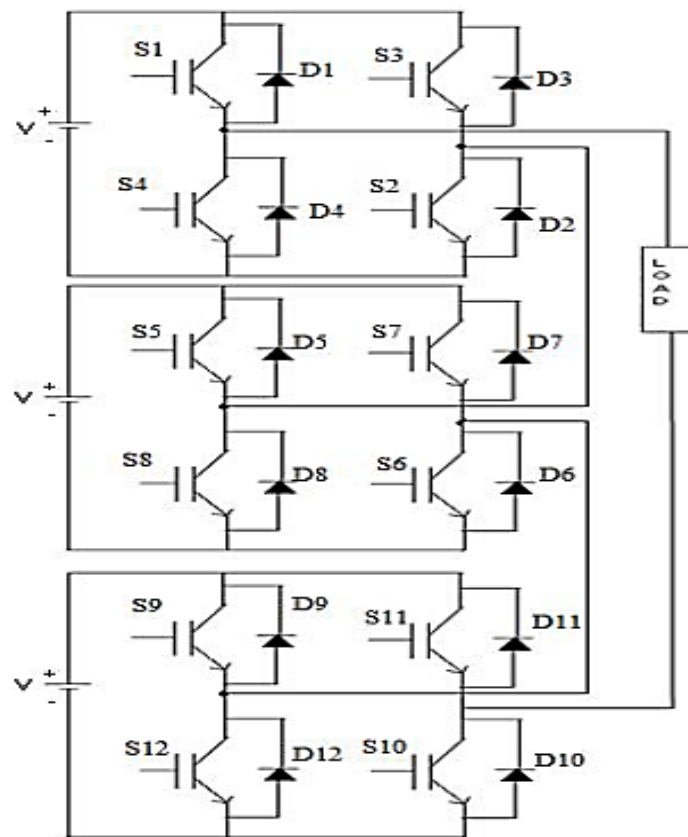 S1
D1
S3
D3
V
+
-
S4
D4
S2
D2
LOAD
S5
D5
S7
D7
V
+
-
S8
D8
S6
D6
S9
D9
S11
D11
V
+
-
S12
D12
S10
D10